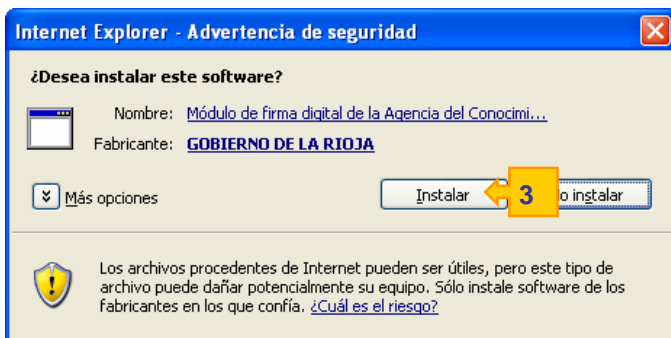 Internet Explorer - Advertencia de seguridad
¿Desea instalar este software?
Nombre: Módulo de firma digital de la Agencia del Conocimi...
Fabricante: GOBIERNO DE LA RIOJA
Más opciones
Instalar
3
o instalar
Los archivos procedentes de Internet pueden ser útiles, pero este tipo de
archivo puede dañar potencialmente su equipo. Sólo instale software de los
fabricantes en los que confía. ¿Cuál es el riesgo?